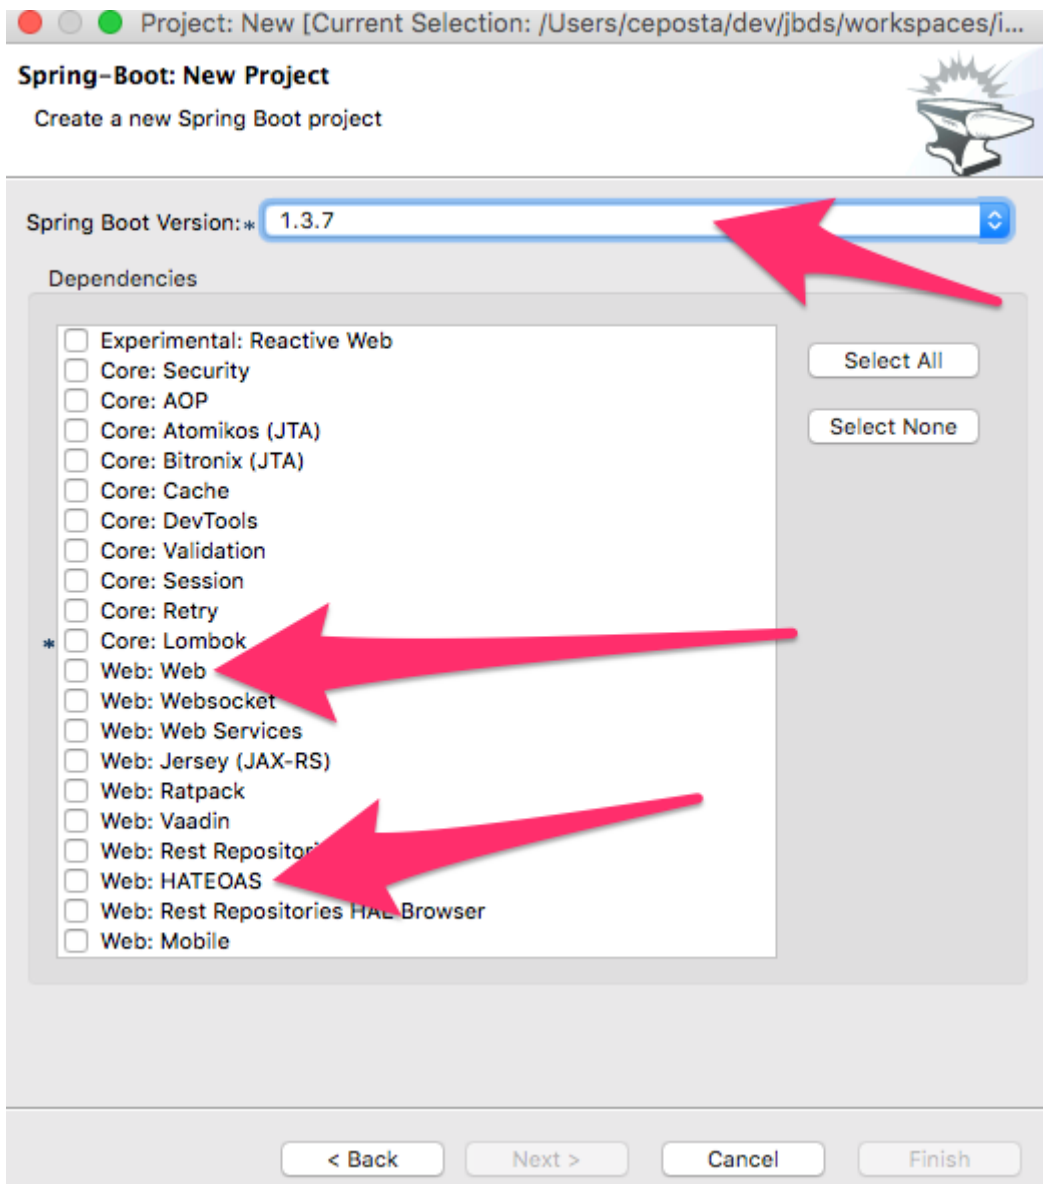 Project: New [Current Selection: /Users/ceposta/dev/jbds/workspaces/i...
Spring-Boot: New Project
Create a new Spring Boot project
Spring Boot Version:* 1.3.7
Dependencies
Experimental: Reactive Web
Select All
Core: Security
Core: AOP
Select None
Core: Atomikos (JTA)
Core: Bitronix (JTA)
Core: Cache
Core: DevTools
Core: Validation
Core: Session
Core: Retry
* Core: Lombok
Web: Web
Web: Websocket
Web: Web Services
Web: Jersey (JAX-RS)
Web: Ratpack
Web: Vaadin
Web: Rest Repositori
Web: HATEOAS
Web: Rest Repositories HAL Browser
Web: Mobile
< Back Next > Cancel Finish